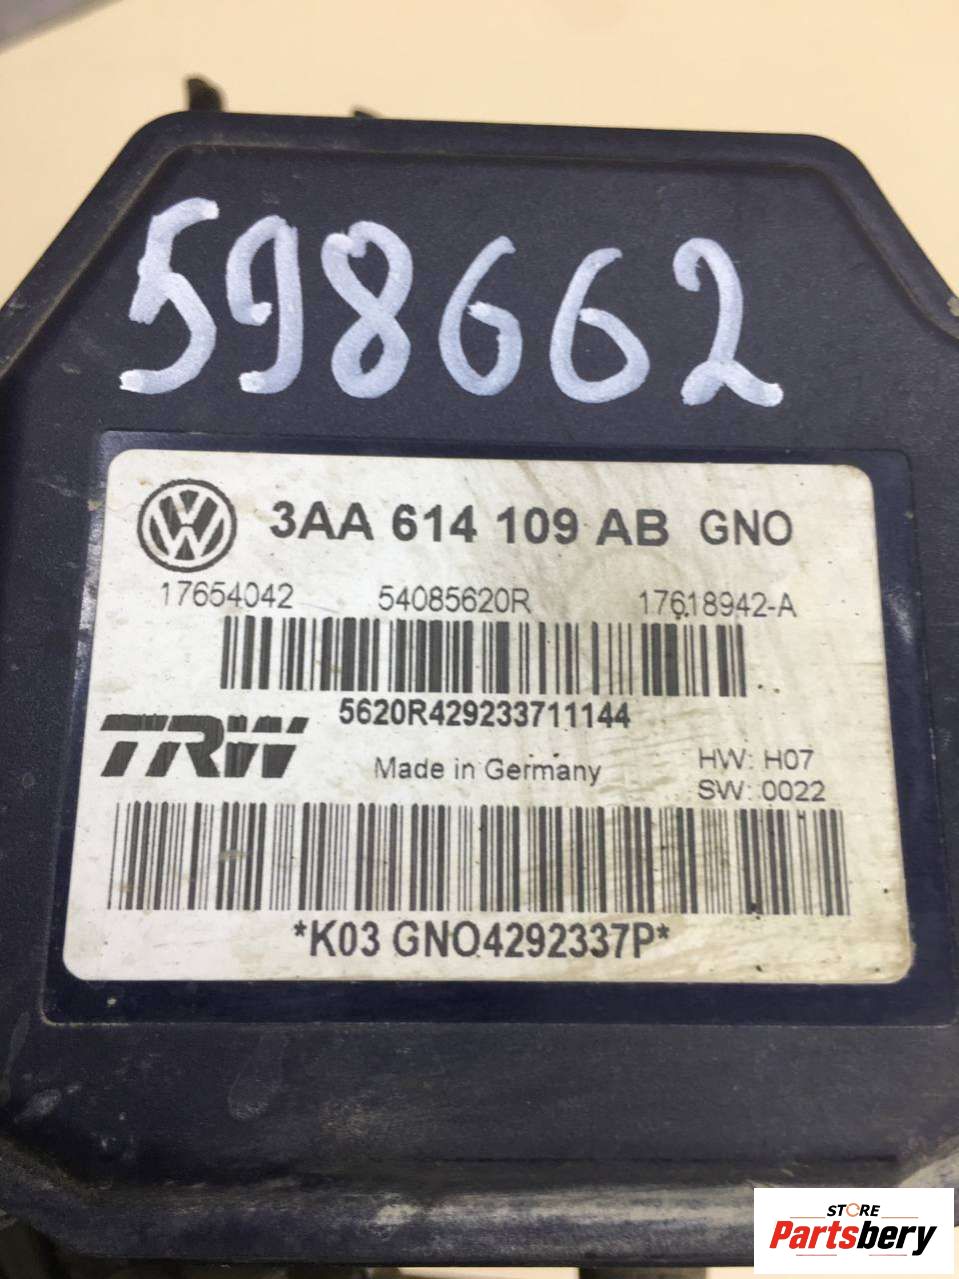 598662
3AA 614 109 AB GNO
17654042 54085620R 17618942-A
5620R429233711144
TRW
Made in Germany
HW: H07
SW: 0022
*K03 GNO4292337P*
STORE
Partsbery